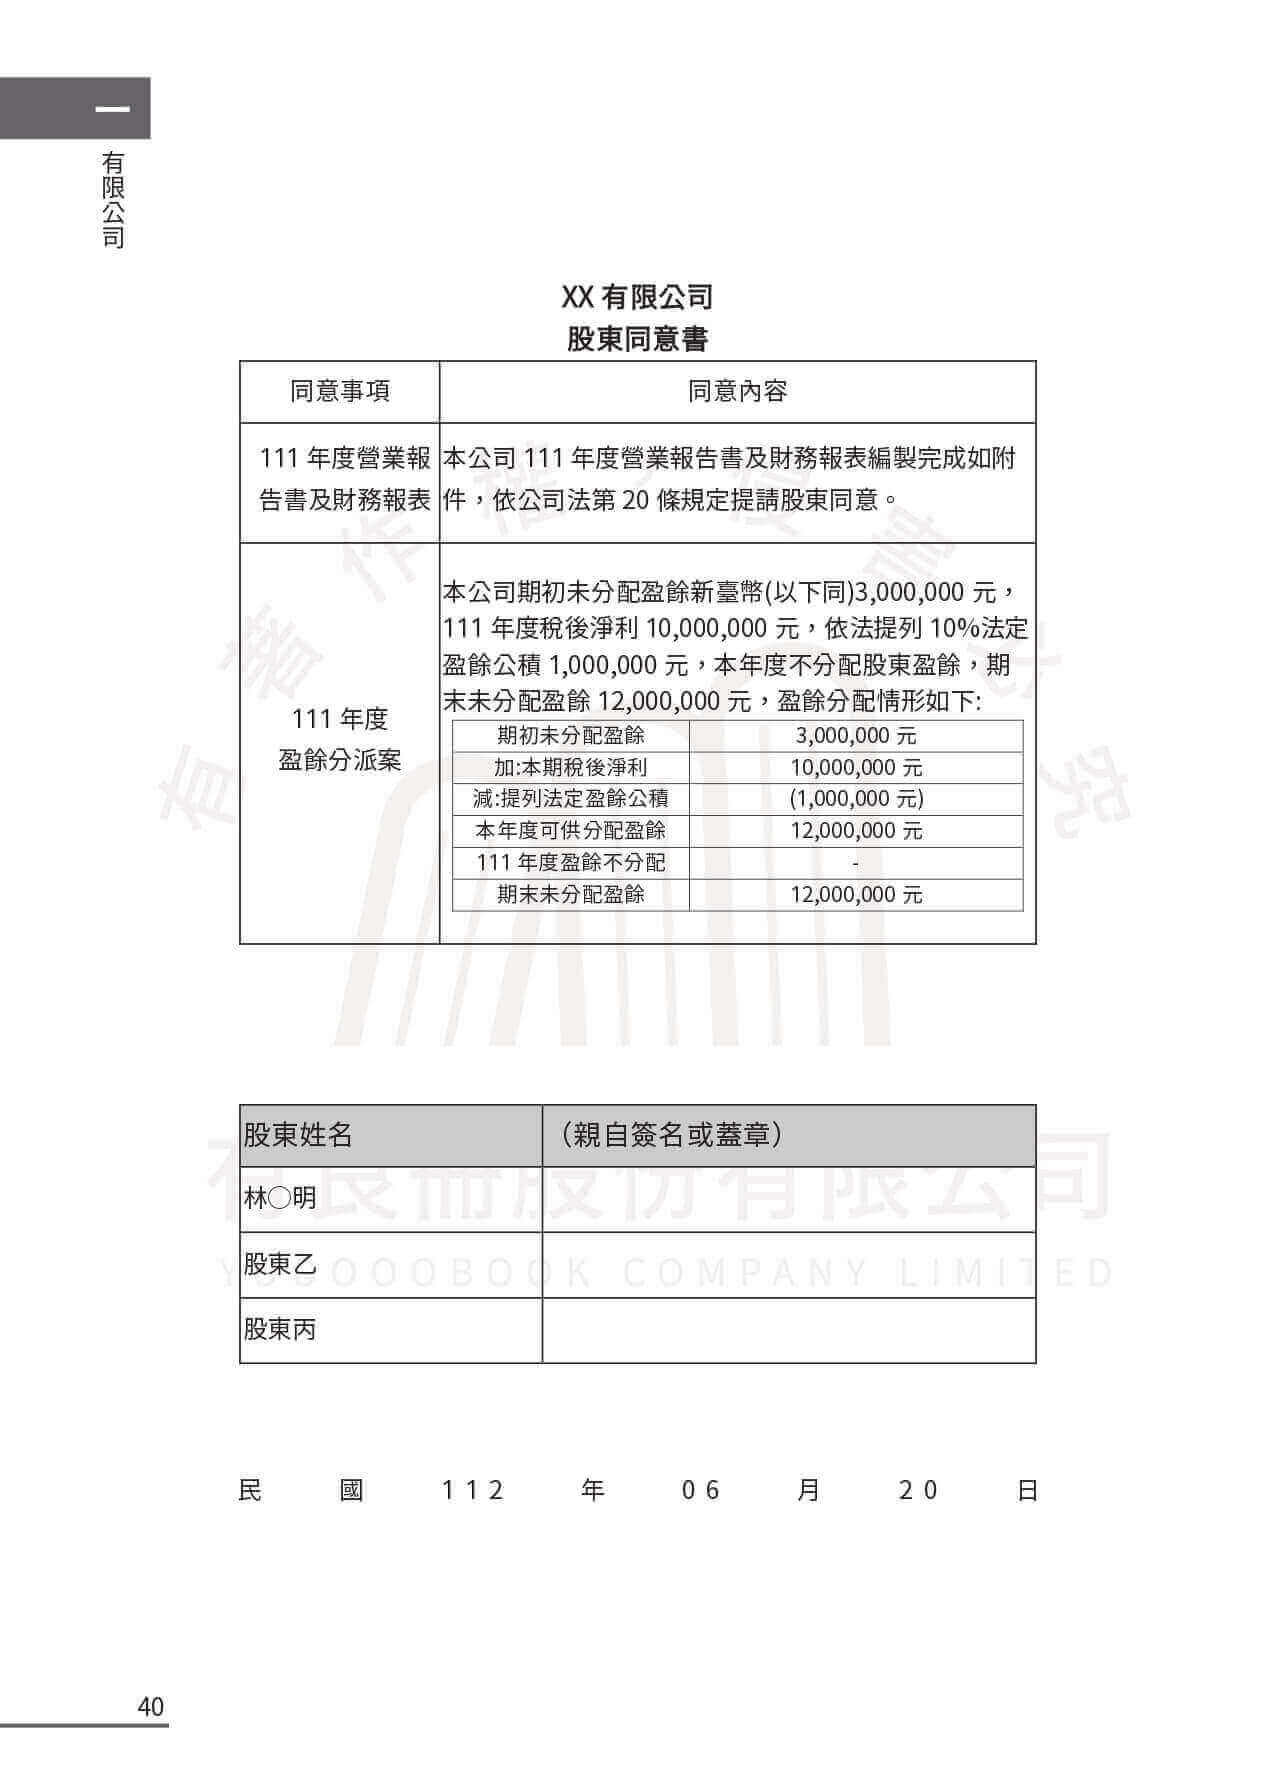 一
有限公司
XX 有限公司
股東同意書
同意事項
同意內容
111 年度營業報
告書及財務報表
本公司 111 年度營業報告書及財務報表編製完成如附
件，依公司法第 20 條規定提請股東同意。
111 年度
盈餘分派案
本公司期初未分配盈餘新臺幣(以下同)3,000,000 元，
111 年度稅後淨利 10,000,000 元，依法提列 10%法定
盈餘公積 1,000,000 元，本年度不分配股東盈餘，期
末未分配盈餘 12,000,000 元，盈餘分配情形如下:
期初未分配盈餘 3,000,000 元
加:本期稅後淨利 10,000,000 元
減:提列法定盈餘公積 (1,000,000 元)
本年度可供分配盈餘 12,000,000 元
111 年度盈餘不分配 -
期末未分配盈餘 12,000,000 元
股東姓名 （親自簽名或蓋章）
林○明
股東乙
股東丙
民 國 112 年 06 月 20 日
40
有著作權
究
股份有限公司
COMPANY LIMITED